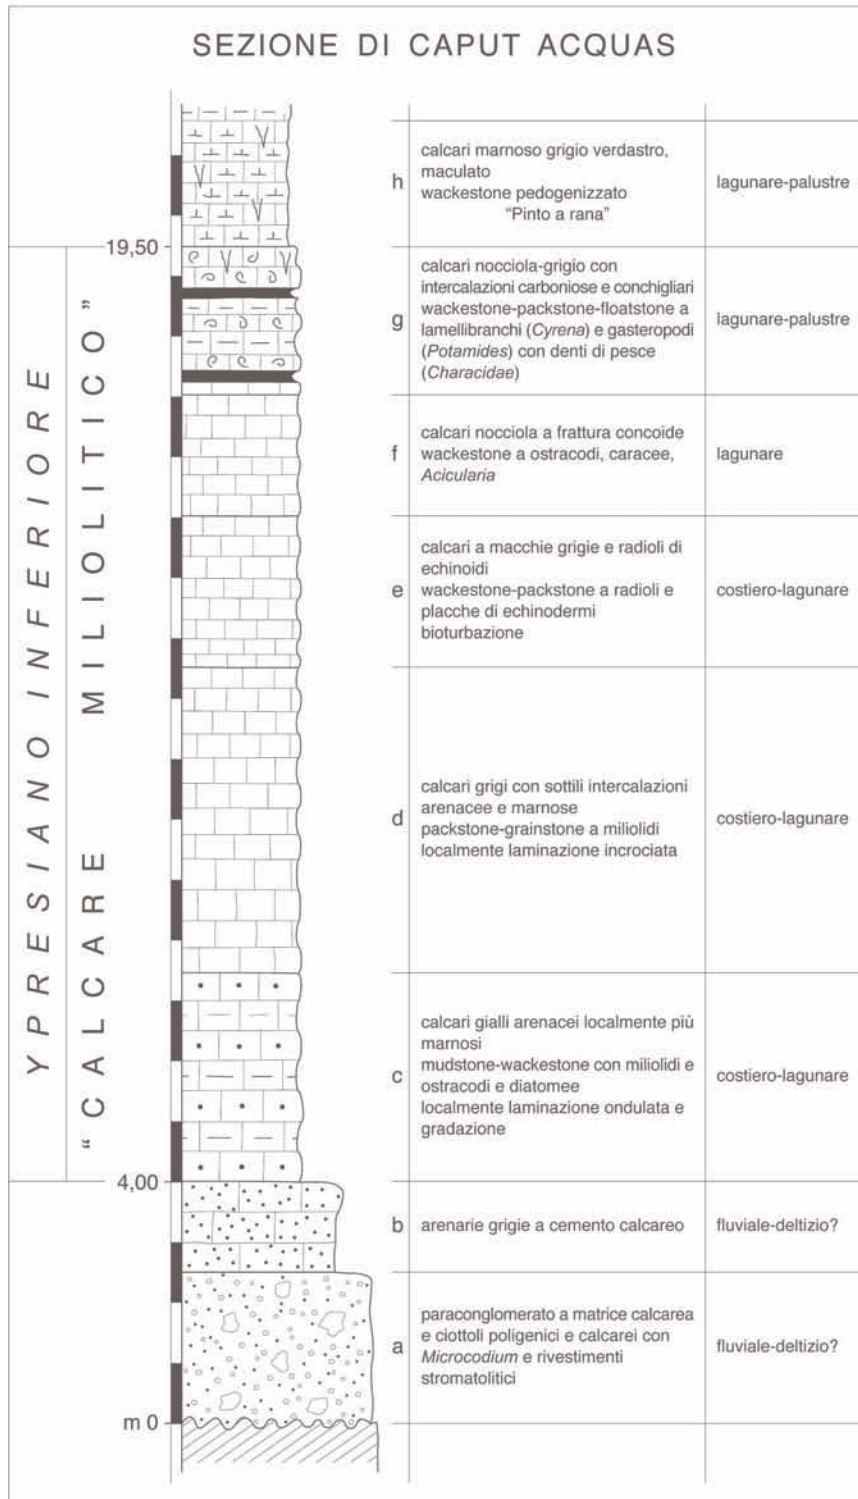 SEZIONE DI CAPUT ACQUAS
h
calcari marnoso grigio verdastro,
maculato
wackestone pedogenizzato
"Pinto a rana"
lagunare-palustre
19,50
g
calcari nocciola-grigio con
intercalazioni carboniose e conchigliari
wackestone-packstone-floatstone a
lamellibranchi (Cyrena) e gasteropodi
(Potamides) con denti di pesce
(Characidae)
lagunare-palustre
f
calcari nocciola a frattura concoide
wackestone a ostracodi, caracee,
Acicularia
lagunare
e
calcari a macchie grigie e radioli di
echinoidi
wackestone-packstone a radioli e
placche di echinodermi
bioturbazione
costiero-lagunare
d
calcari grigi con sottili intercalazioni
arenacee e marnose
packstone-grainstone a miliolidi
localmente laminazione incrociata
costiero-lagunare
c
calcari gialli arenacei localmente più
marnosi
mudstone-wackestone con miliolidi e
ostracodi e diatomee
localmente laminazione ondulata e
gradazione
costiero-lagunare
4,00
b
arenarie grigie a cemento calcareo
fluviale-deltizio?
a
paraconglomerato a matrice calcarea
e ciottoli poligenici e calcarei con
Microcodium e rivestimenti
stromatolitici
fluviale-deltizio?
m 0
YPRESIANO INFERIORE
"CALCARE MILIOLITICO"